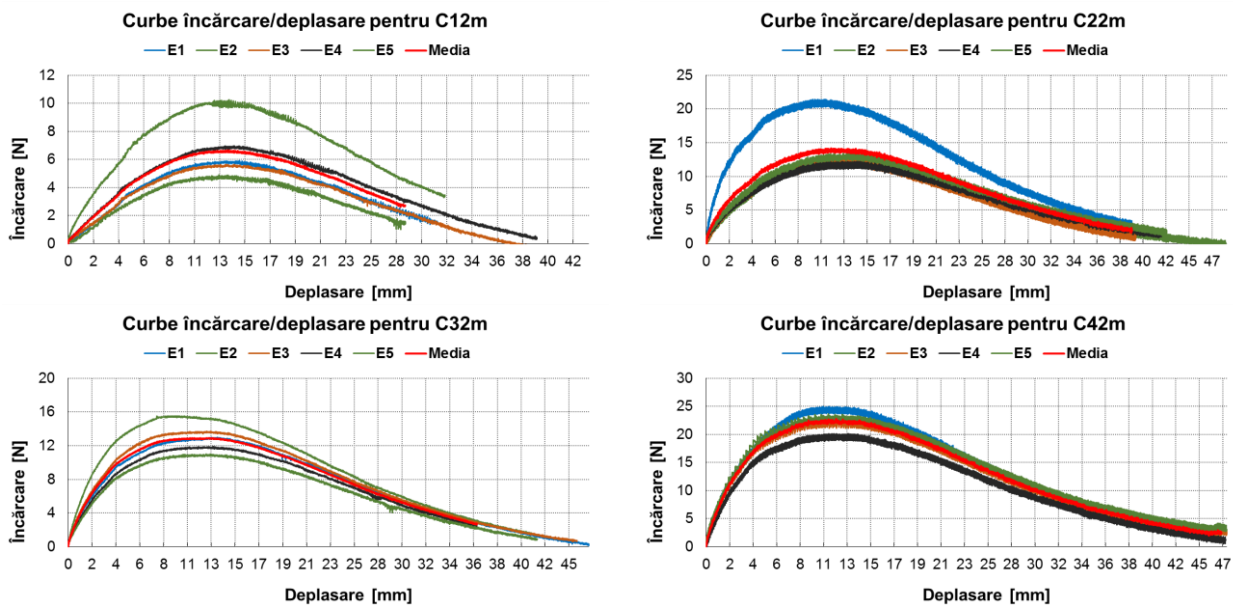 Curbe încărcare/deplasare pentru C12m
E1 E2 E3 E4 E5 Media
12
10
8
6
4
2
0
Încărcare [N]
0 2 4 6 8 11 13 15 17 19 21 23 25 28 30 32 34 36 38 40 42
Deplasare [mm]
Curbe încărcare/deplasare pentru C22m
E1 E2 E3 E4 E5 Media
25
20
15
10
5
0
Încărcare [N]
0 2 4 6 8 11 13 15 17 19 21 23 25 28 30 32 34 36 38 40 42 45 47
Deplasare [mm]
Curbe încărcare/deplasare pentru C32m
E1 E2 E3 E4 E5 Media
20
16
12
8
4
0
Încărcare [N]
0 2 4 6 8 11 13 15 17 19 21 23 25 28 30 32 34 36 38 40 42 45
Deplasare [mm]
Curbe încărcare/deplasare pentru C42m
E1 E2 E3 E4 E5 Media
30
25
20
15
10
5
0
Încărcare [N]
0 2 4 6 8 11 13 15 17 19 21 23 25 28 30 32 34 36 38 40 42 45 47
Deplasare [mm]